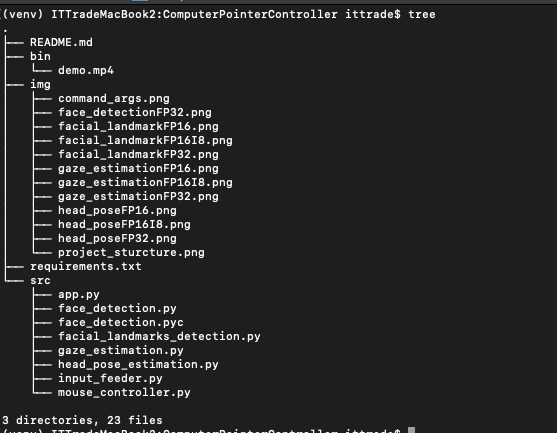 (venv) ITTradeMacBook2:ComputerPointerController ittrade$ tree
.
├── README.md
├── bin
│   └── demo.mp4
├── img
│   ├── command_args.png
│   ├── face_detectionFP32.png
│   ├── facial_landmarkFP16.png
│   ├── facial_landmarkFP16I8.png
│   ├── facial_landmarkFP32.png
│   ├── gaze_estimationFP16.png
│   ├── gaze_estimationFP16I8.png
│   ├── gaze_estimationFP32.png
│   ├── head_poseFP16.png
│   ├── head_poseFP16I8.png
│   ├── head_poseFP32.png
│   └── project_sturcture.png
├── requirements.txt
└── src
    ├── app.py
    ├── face_detection.py
    ├── face_detection.pyc
    ├── facial_landmarks_detection.py
    ├── gaze_estimation.py
    ├── head_pose_estimation.py
    ├── input_feeder.py
    └── mouse_controller.py
3 directories, 23 files
(venv) ITTradeMacBook2:ComputerPointerController ittrade$